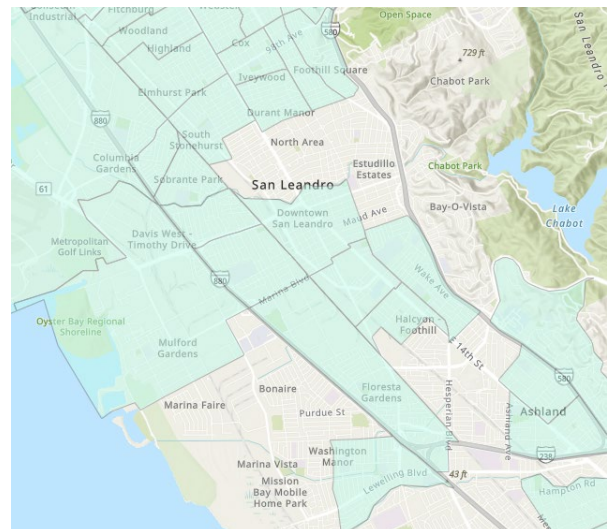 Industrial
Fitchburg
Webster
Woodland
Highland
Cox
98th Ave
580
Open Space
729 ft
San Leandro
Iveywood
Foothill Square
Chabot Park
Elmhurst Park
Durant Manor
880
South
Stonehurst
North Area
Columbia
Gardens
Estudillo
Estates
Chabot Park
61
Sobrante Park
San Leandro
Bay-O-Vista
Lake
Chabot
Downtown
San Leandro
Maud Ave
Davis West -
Timothy Drive
Metropolitan
Golf Links
880
Marina Blvd
Wake Ave
Oyster Bay Regional
Shoreline
Halcyon
Foothill
Mulford
Gardens
E 14th St
580
Bonaire
Floresta
Gardens
Hesperian Blvd
Ashland Ave
Ashland
Marina Faire
Purdue St
Washington
Manor
238
Marina Vista
Lewelling Blvd
43 ft
Mission
Bay Mobile
Home Park
Hampton Rd